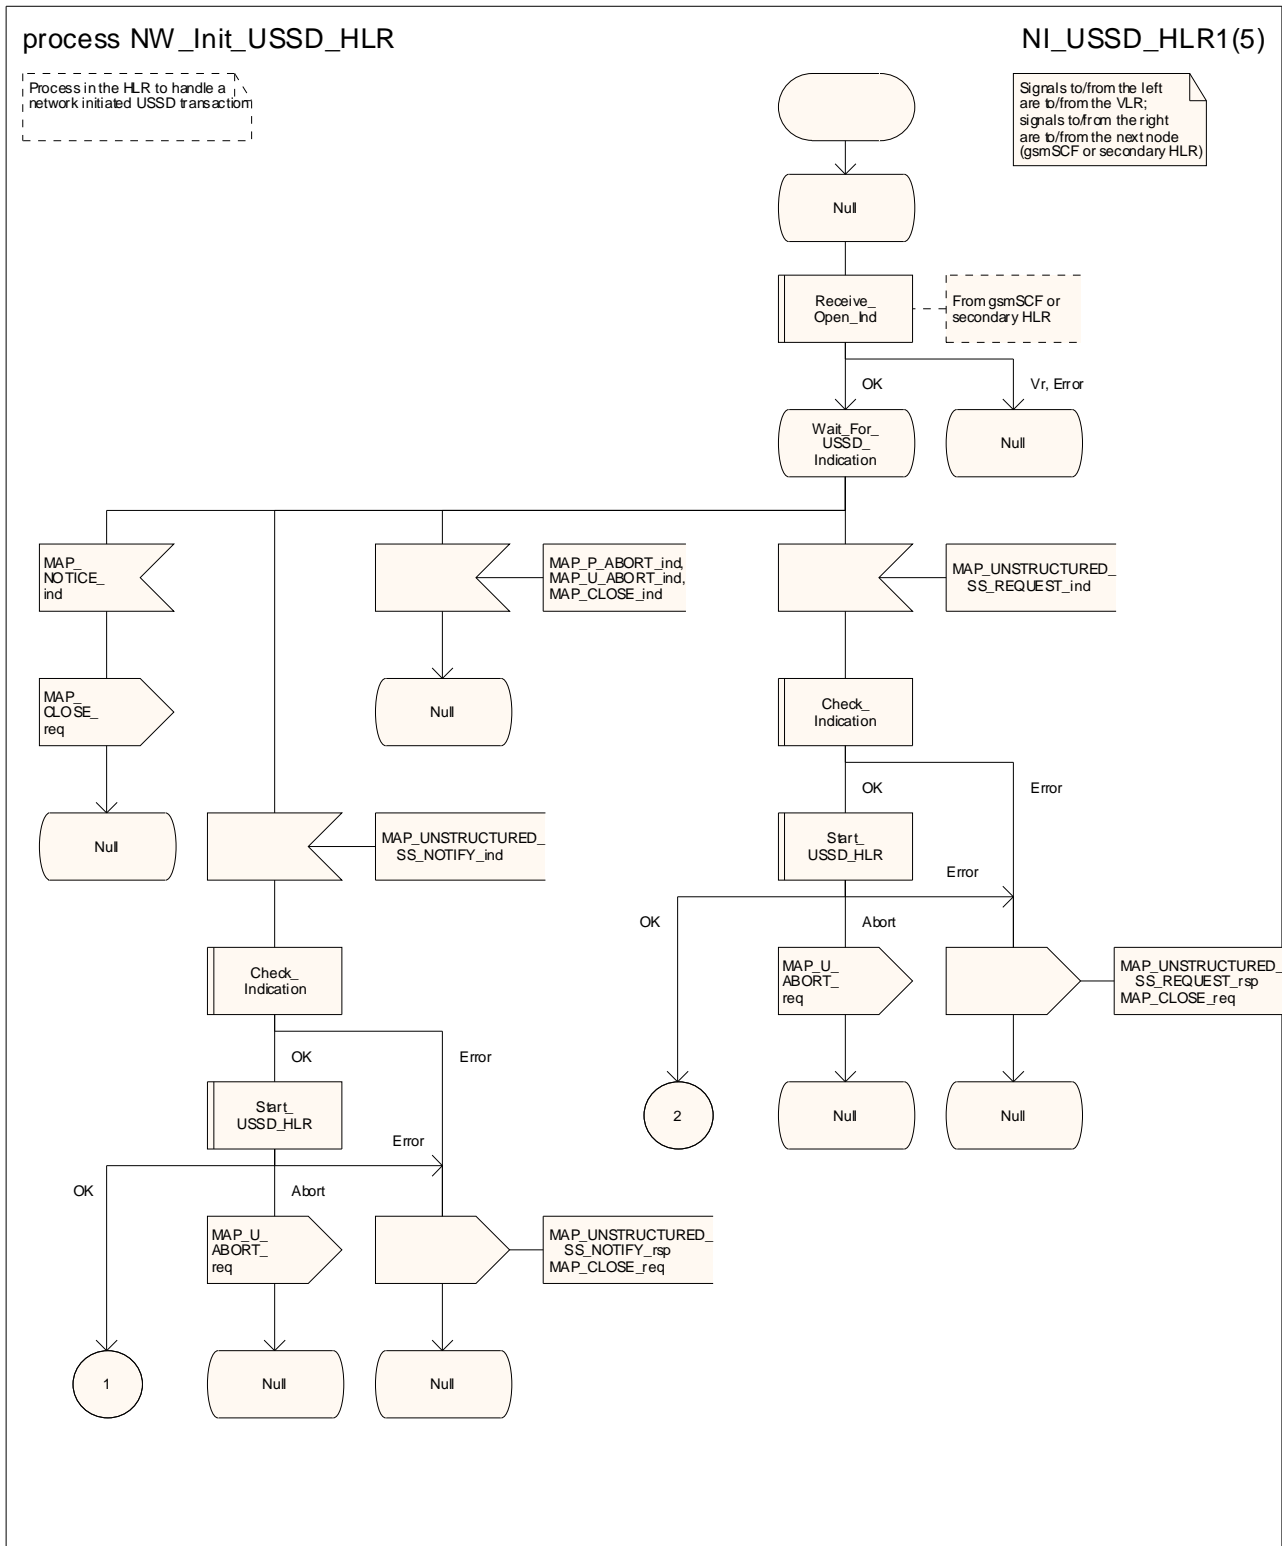 process NW_Init_USSD_HLR
NI_USSD_HLR1(5)
Process in the HLR to handle a
network initiated USSD transaction
Signals to/from the left
are to/from the VLR;
signals to/from the right
are to/from the next node
(gsmSCF or secondary HLR)
Null
Receive_
Open_Ind
From gsmSCF or
secondary HLR
OK
Vr, Error
Wait_For_
USSD_
Indication
Null
MAP_
NOTICE_
ind
MAP_P_ABORT_ind,
MAP_U_ABORT_ind,
MAP_CLOSE_ind
MAP_UNSTRUCTURED_
SS_REQUEST_ind
MAP_
CLOSE_
req
Null
Check_
Indication
OK
Error
Null
MAP_UNSTRUCTURED_
SS_NOTIFY_ind
Start_
USSD_HLR
Error
OK
Abort
Check_
Indication
MAP_U_
ABORT_
req
MAP_UNSTRUCTURED_
SS_REQUEST_rsp
MAP_CLOSE_req
OK
Error
Start_
USSD_HLR
2
Null
Null
Error
OK
Abort
MAP_U_
ABORT_
req
MAP_UNSTRUCTURED_
SS_NOTIFY_rsp
MAP_CLOSE_req
1
Null
Null